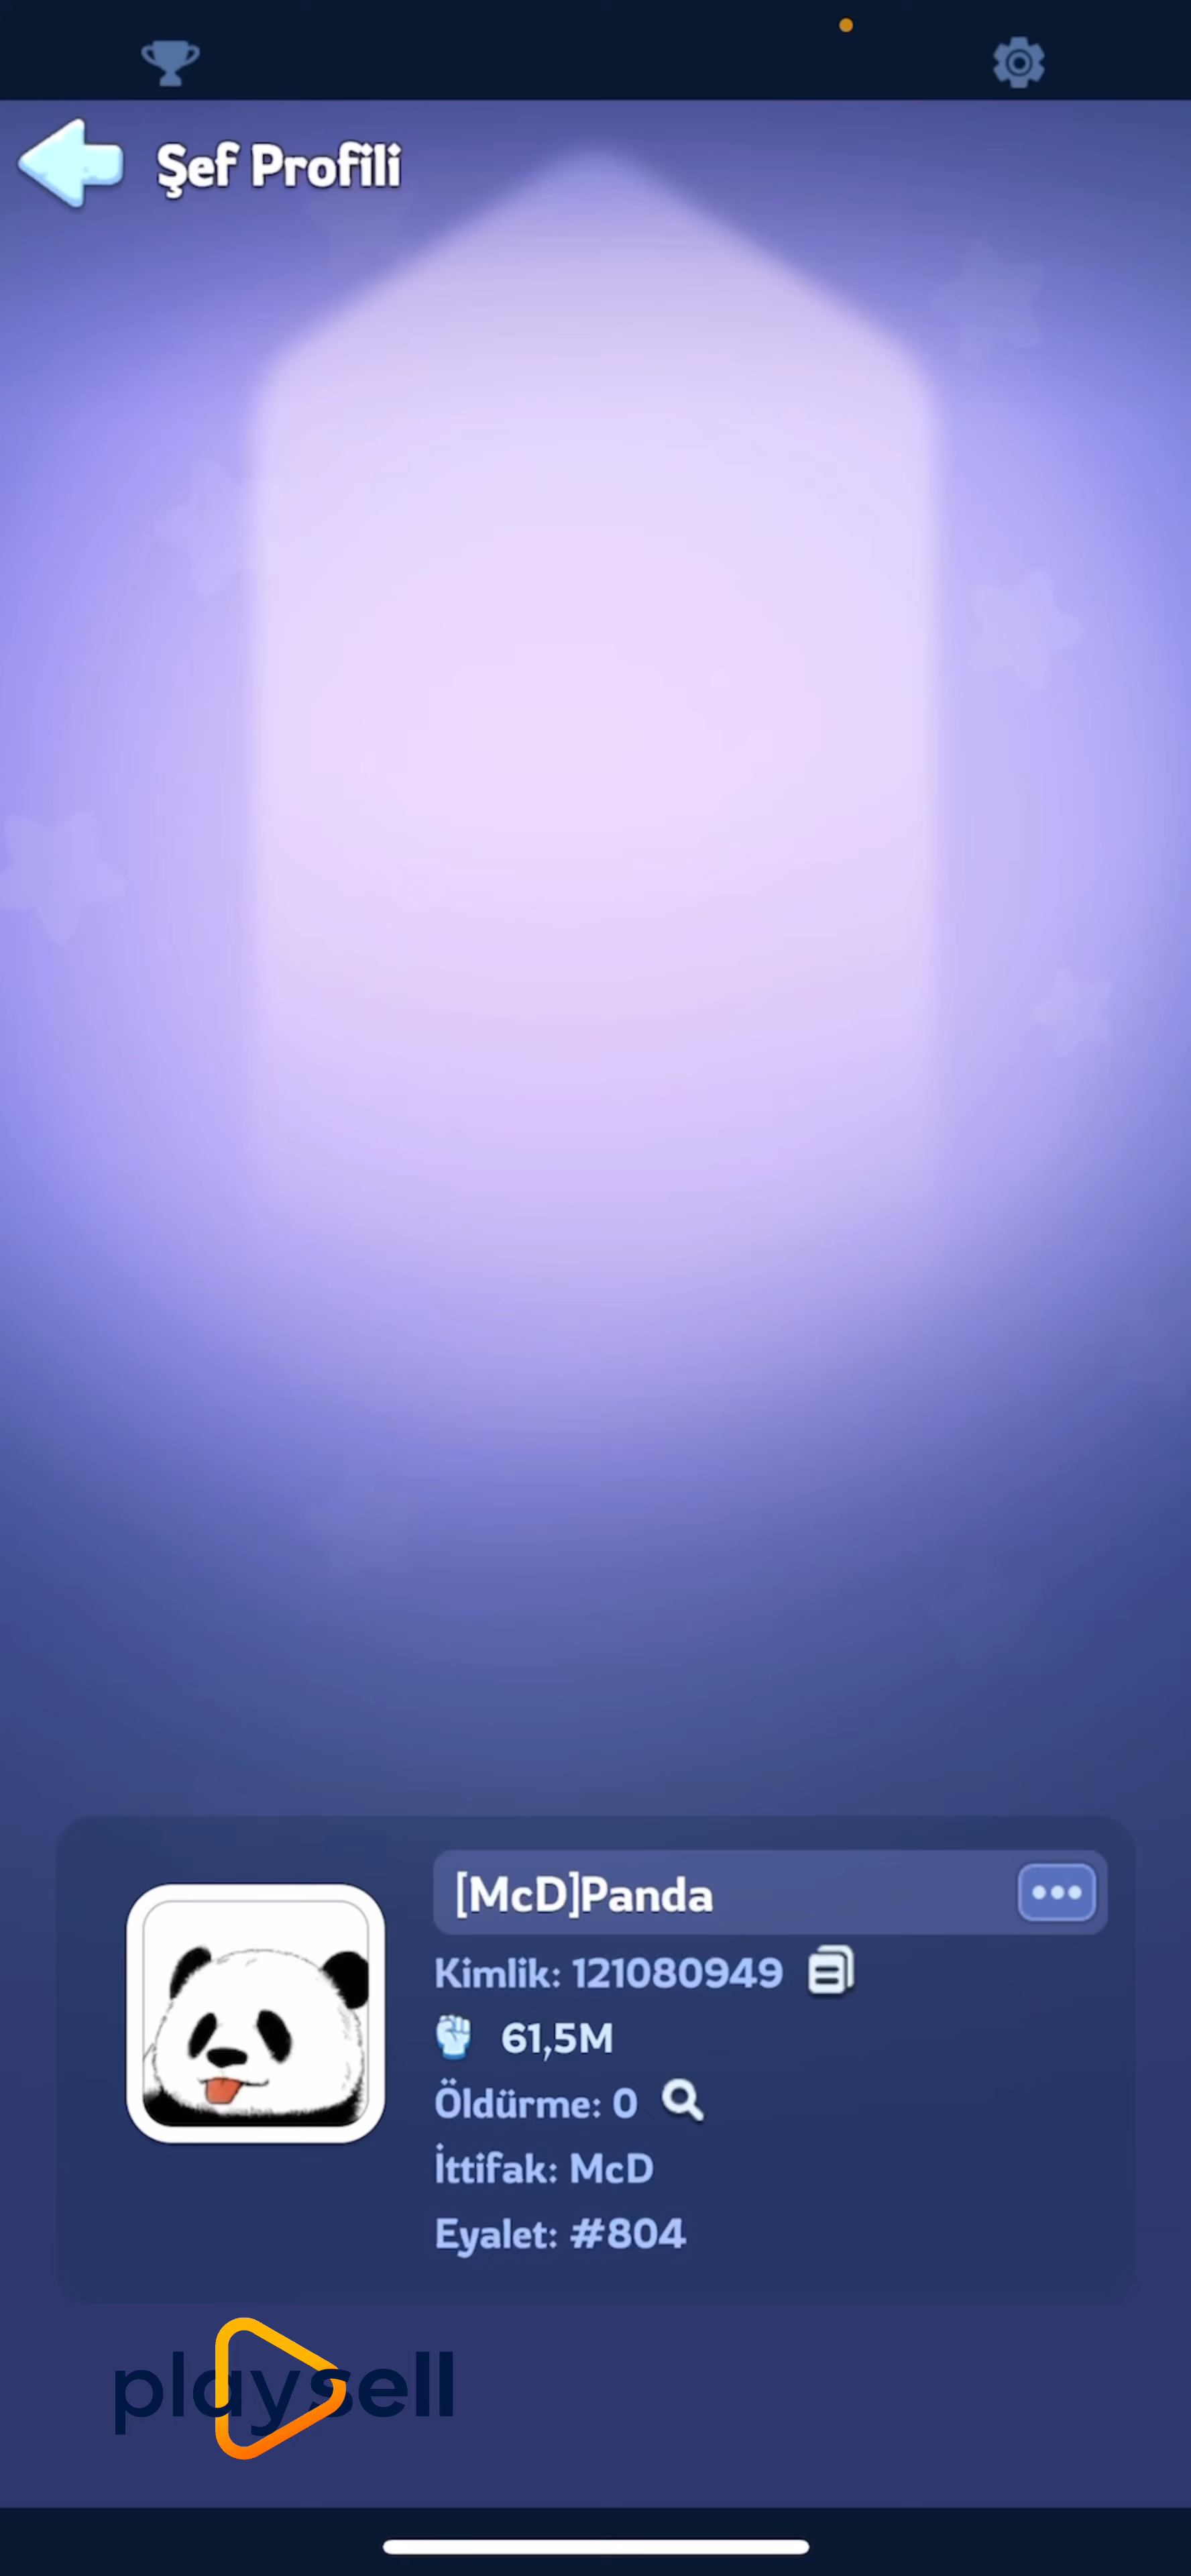 Şef Profili
[McD]Panda
Kimlik: 121080949
61,5M
Öldürme: 0
İttifak: McD
Eyalet: #804
playsell